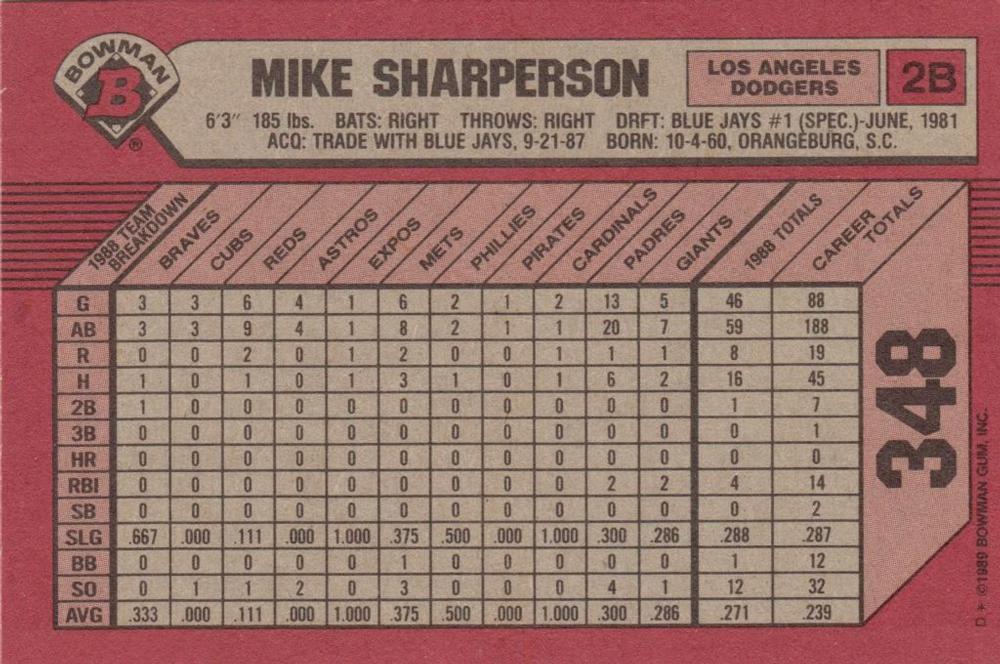 BOWMAN
B
®
MIKE SHARPERSON
LOS ANGELES
DODGERS
2B
6'3" 185 lbs. BATS: RIGHT THROWS: RIGHT DRFT: BLUE JAYS #1 (SPEC.)-JUNE, 1981
ACQ: TRADE WITH BLUE JAYS, 9-21-87 BORN: 10-4-60, ORANGEBURG, S.C.
1988 TEAM BREAKDOWN BRAVES CUBS REDS ASTROS EXPOS METS PHILLIES PIRATES CARDINALS PADRES GIANTS 1988 TOTALS CAREER TOTALS
G 3 3 6 4 1 6 2 1 2 13 5 46 88
AB 3 3 9 4 1 8 2 1 1 20 7 59 188
R 0 0 2 0 1 2 0 0 1 1 1 8 19
H 1 0 1 0 1 3 1 0 1 6 2 16 45
2B 1 0 0 0 0 0 0 0 0 0 0 1 7
3B 0 0 0 0 0 0 0 0 0 0 0 0 1
HR 0 0 0 0 0 0 0 0 0 0 0 0 0
RBI 0 0 0 0 0 0 0 0 0 2 2 4 14
SB 0 0 0 0 0 0 0 0 0 0 0 0 2
SLG .667 .000 .111 .000 1.000 .375 .500 .000 1.000 .300 .286 .288 .287
BB 0 0 0 0 0 1 0 0 0 0 0 1 12
SO 0 1 1 2 0 3 0 0 0 4 1 12 32
AVG .333 .000 .111 .000 1.000 .375 .500 .000 1.000 .300 .286 .271 .239
348
D * ©1989 BOWMAN GUM, INC.